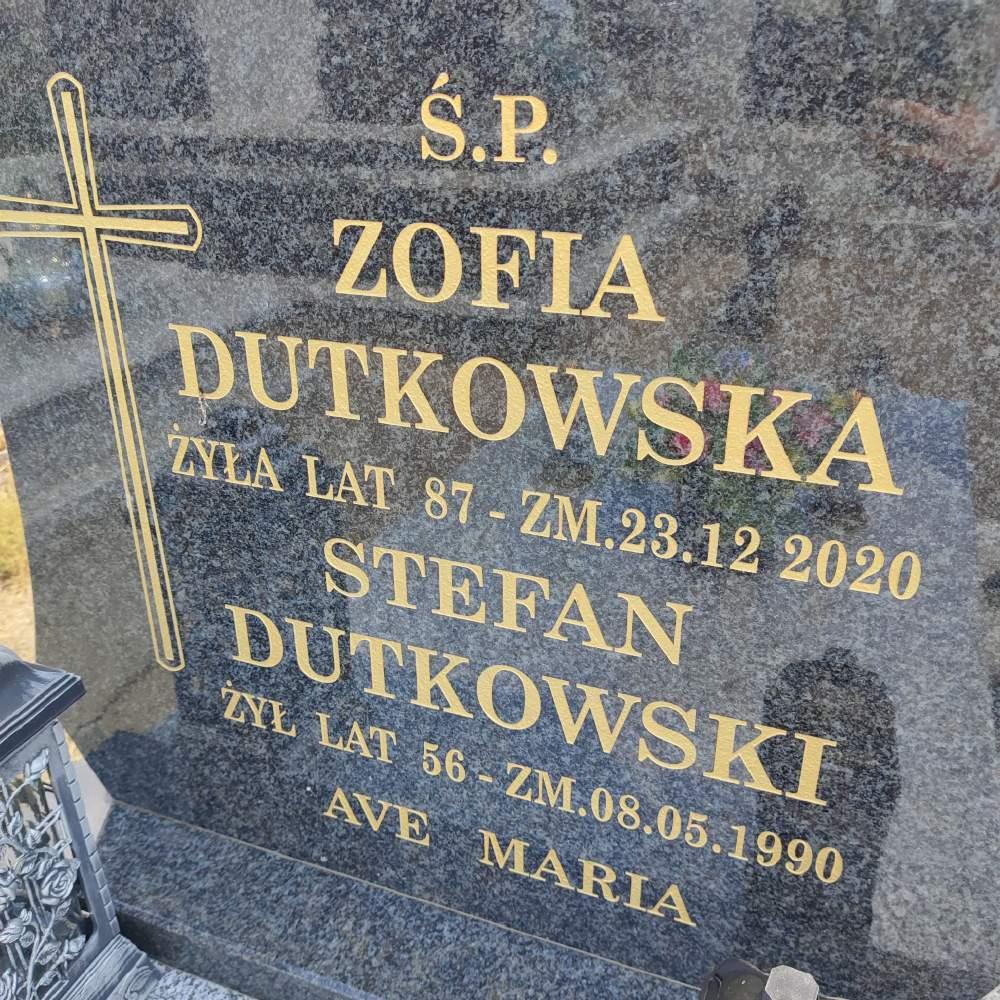 Ś.P.
ZOFIA
DUTKOWSKA
ŻYŁA LAT 87 - ZM.23.12 2020
STEFAN
DUTKOWSKI
ŻYŁ LAT 56 - ZM.08.05.1990
AVE MARIA